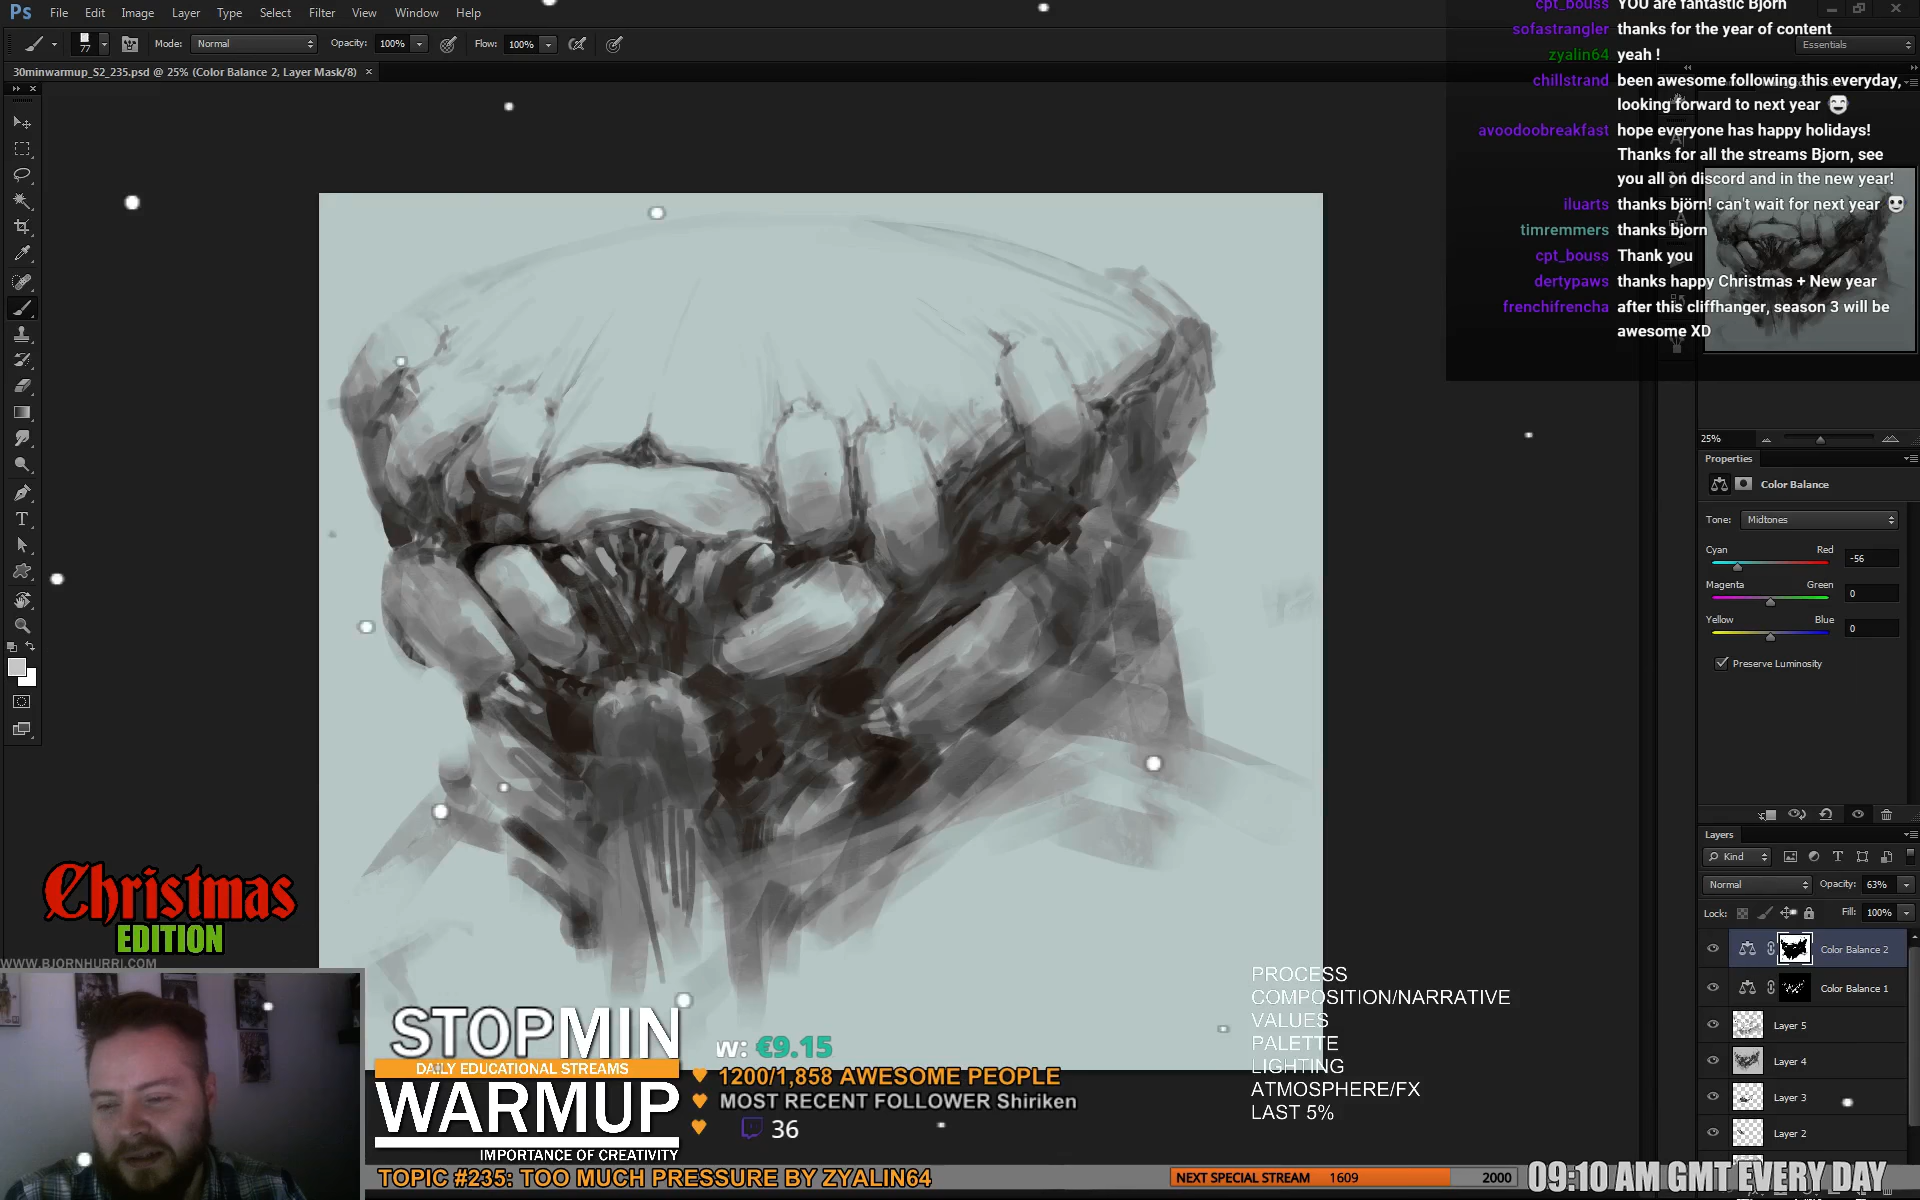 Ps File Edit Image Layer Type Select Filter View Window Help
77 Mode: Normal Opacity: 100% Flow: 100% Essentials
30minwarmup_S2_235.psd @ 25% (Color Balance 2, Layer Mask/8) ×
cpt_bouss YOU are fantastic Bjorn
sofastrangler thanks for the year of content
zyalin64 yeah !
chillstrand been awesome following this everyday,
looking forward to next year
avoodoobreakfast hope everyone has happy holidays!
Thanks for all the streams Bjorn, see
you all on discord and in the new year!
iluarts thanks björn! can't wait for next year
timremmers thanks bjorn
cpt_bouss Thank you
dertypaws thanks happy Christmas + New year
frenchifrencha after this cliffhanger, season 3 will be
awesome XD
25%
Properties
Color Balance
Tone: Midtones
Cyan Red -56
Magenta Green 0
Yellow Blue 0
Preserve Luminosity
Layers
Kind
Normal Opacity: 63%
Lock: Fill: 100%
Color Balance 2
Color Balance 1
Layer 5
Layer 4
Layer 3
Layer 2
Christmas
EDITION
WWW.BJORNHURRI.COM
STOPMIN
DAILY EDUCATIONAL STREAMS
WARMUP
IMPORTANCE OF CREATIVITY
w: €9.15
1200/1,858 AWESOME PEOPLE
MOST RECENT FOLLOWER Shiriken
36
PROCESS
COMPOSITION/NARRATIVE
VALUES
PALETTE
LIGHTING
ATMOSPHERE/FX
LAST 5%
TOPIC #235: TOO MUCH PRESSURE BY ZYALIN64
NEXT SPECIAL STREAM 1609 2000
09:10 AM GMT EVERY DAY